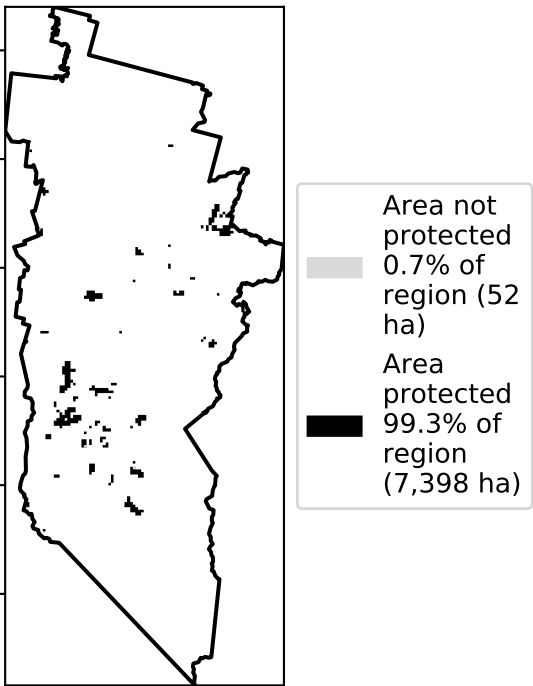 Area not
protected
0.7% of
region (52
ha)
Area
protected
99.3% of
region
(7,398 ha)